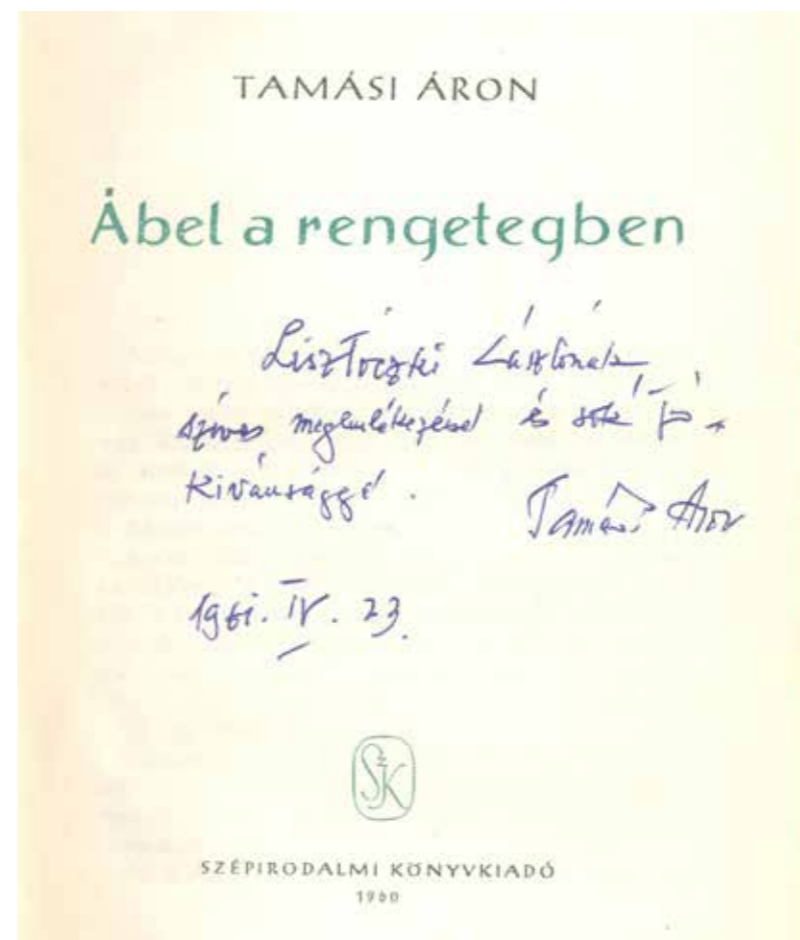 TAMÁSI ÁRON
Ábel a rengetegben
Lisztóczki Lászlónak
szíves megemlékezéssel és sok jó
kívánsággal.
Tamási Áron
1961. IV. 23.
SzK
SZÉPIRODALMI KÖNYVKIADÓ
1960